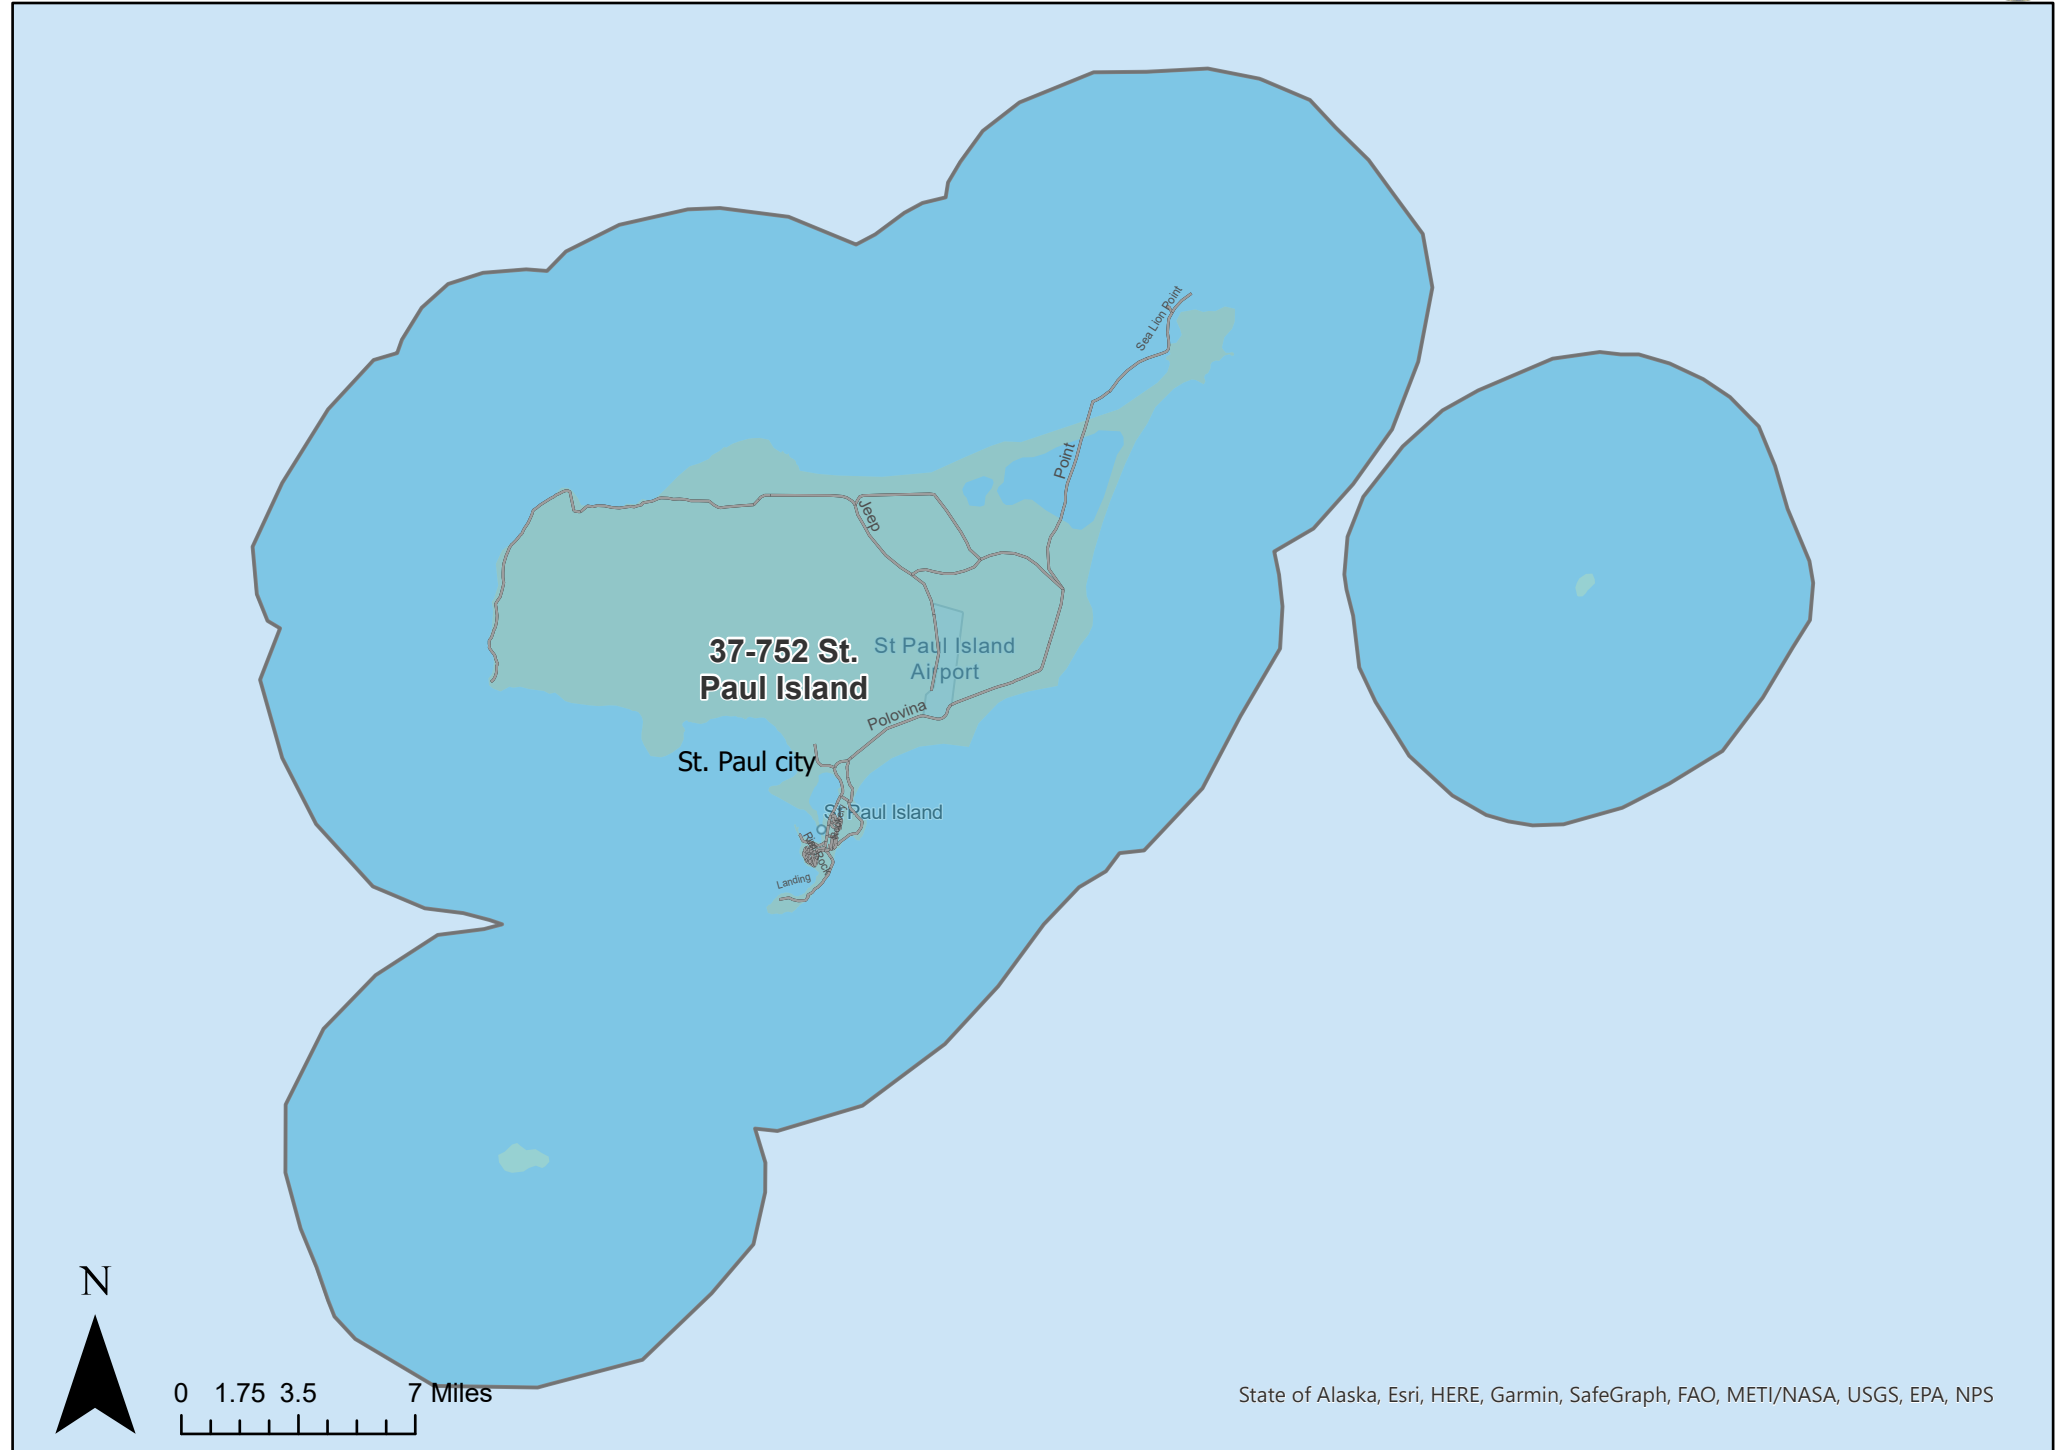 Sea Lion Point
Point
Jeep
37-752 St.
Paul Island
St Paul Island
Airport
Polovina
St. Paul city
St Paul Island
Landing
N
0 1.75 3.5 7 Miles
State of Alaska, Esri, HERE, Garmin, SafeGraph, FAO, METI/NASA, USGS, EPA, NPS